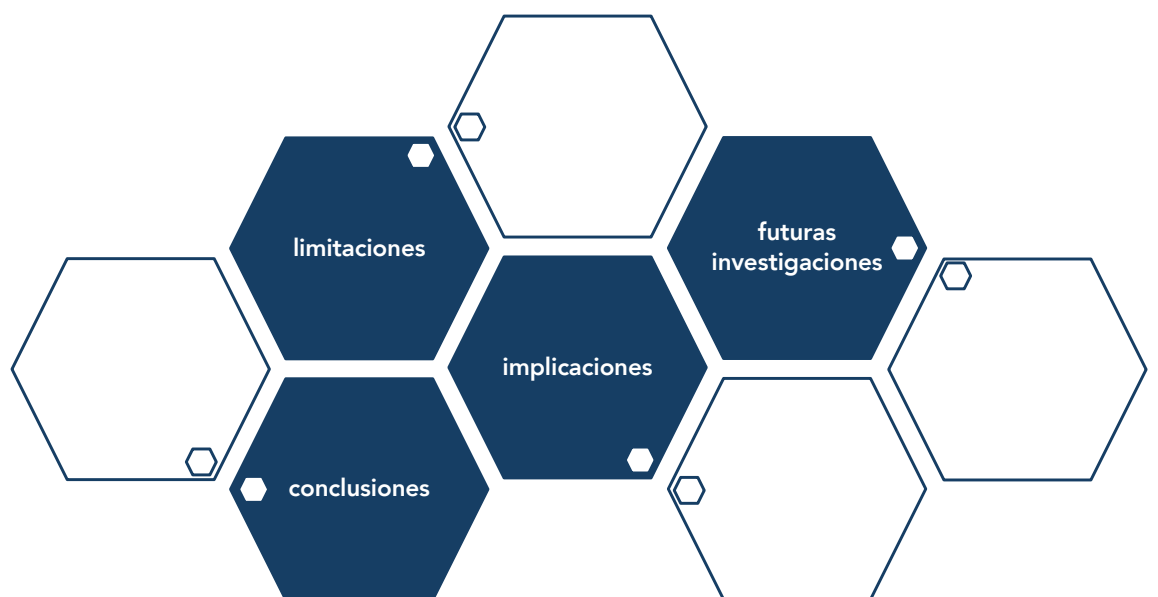 limitaciones
futuras
investigaciones
implicaciones
conclusiones